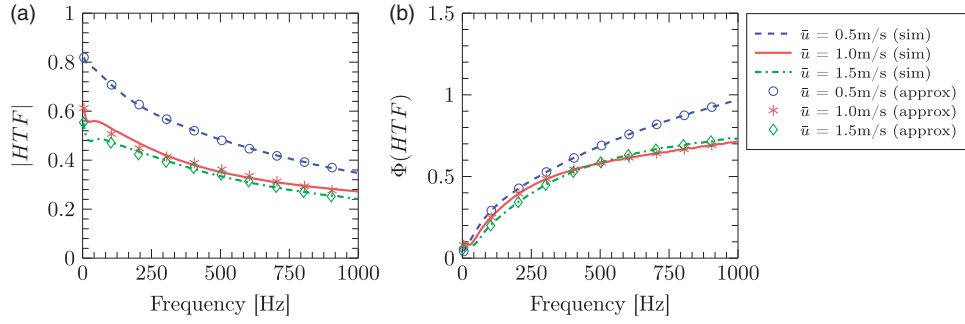 (a)
1
0.8
0.6
0.4
0.2
0
|HTF|
0 250 500 750 1000
Frequency [Hz]
(b)
1.5
1
0.5
0
Φ(HTF)
0 250 500 750 1000
Frequency [Hz]
ū = 0.5m/s (sim)
ū = 1.0m/s (sim)
ū = 1.5m/s (sim)
ū = 0.5m/s (approx)
ū = 1.0m/s (approx)
ū = 1.5m/s (approx)